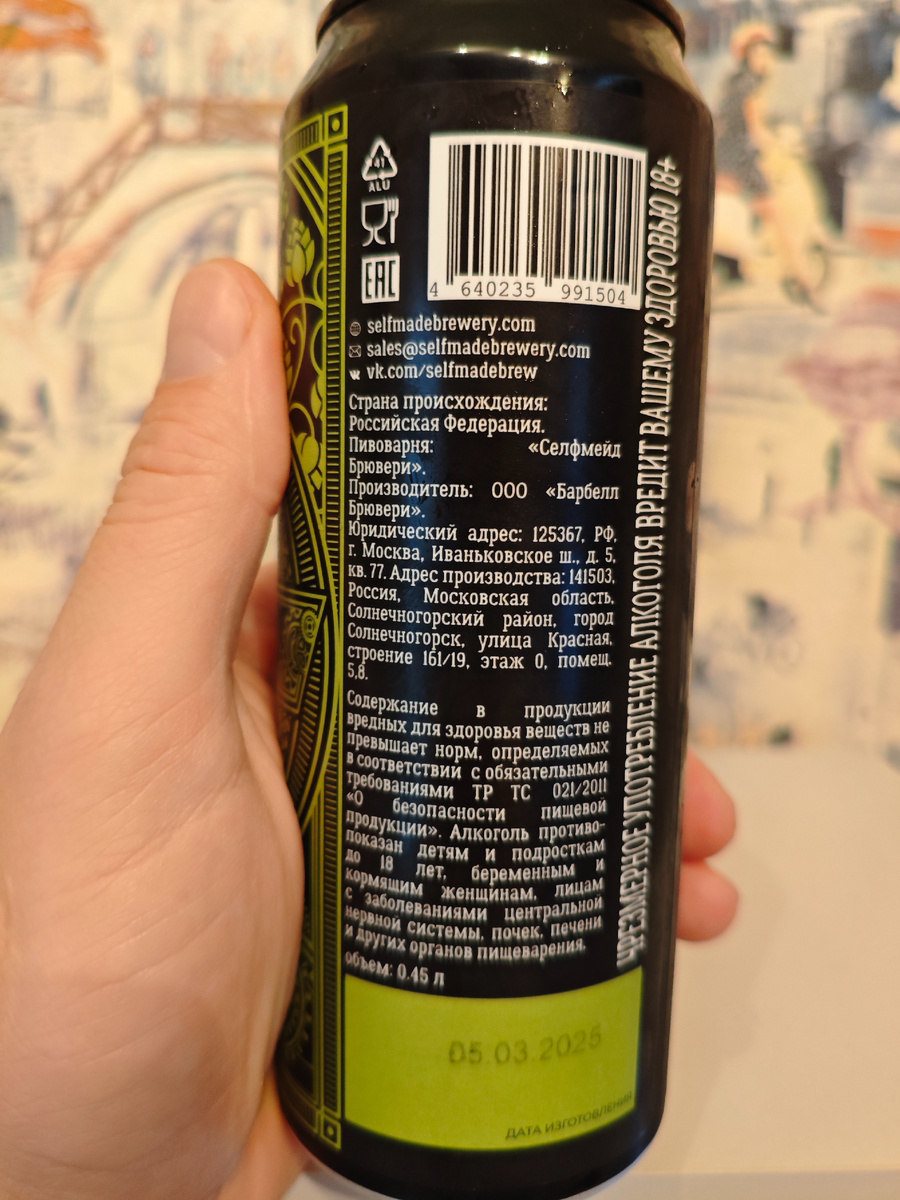 41
ALU
EAC
4 640235 991504
selfmadebrewery.com
sales@selfmadebrewery.com
vk.com/selfmadebrew
Страна происхождения:
Российская Федерация.
Пивоварня: «Селфмейд
Брювери».
Производитель: ООО «Барбелл
Брювери».
Юридический адрес: 125367, РФ,
г. Москва, Иваньковское ш., д. 5,
кв. 77. Адрес производства: 141503,
Россия, Московская область,
Солнечногорский район, город
Солнечногорск, улица Красная,
строение 161/19, этаж 0, помещ.
5,8.
Содержание в продукции
вредных для здоровья веществ не
превышает норм, определяемых
в соответствии с обязательными
требованиями ТР ТС 021/2011
«О безопасности пищевой
продукции». Алкоголь противо-
показан детям и подросткам
до 18 лет, беременным и
кормящим женщинам, лицам
с заболеваниями центральной
нервной системы, почек, печени
и других органов пищеварения.
объем: 0.45 л
05.03.2025
ДАТА ИЗГОТОВЛЕНИЯ
ЧРЕЗМЕРНОЕ УПОТРЕБЛЕНИЕ АЛКОГОЛЯ ВРЕДИТ ВАШЕМУ ЗДОРОВЬЮ 18+